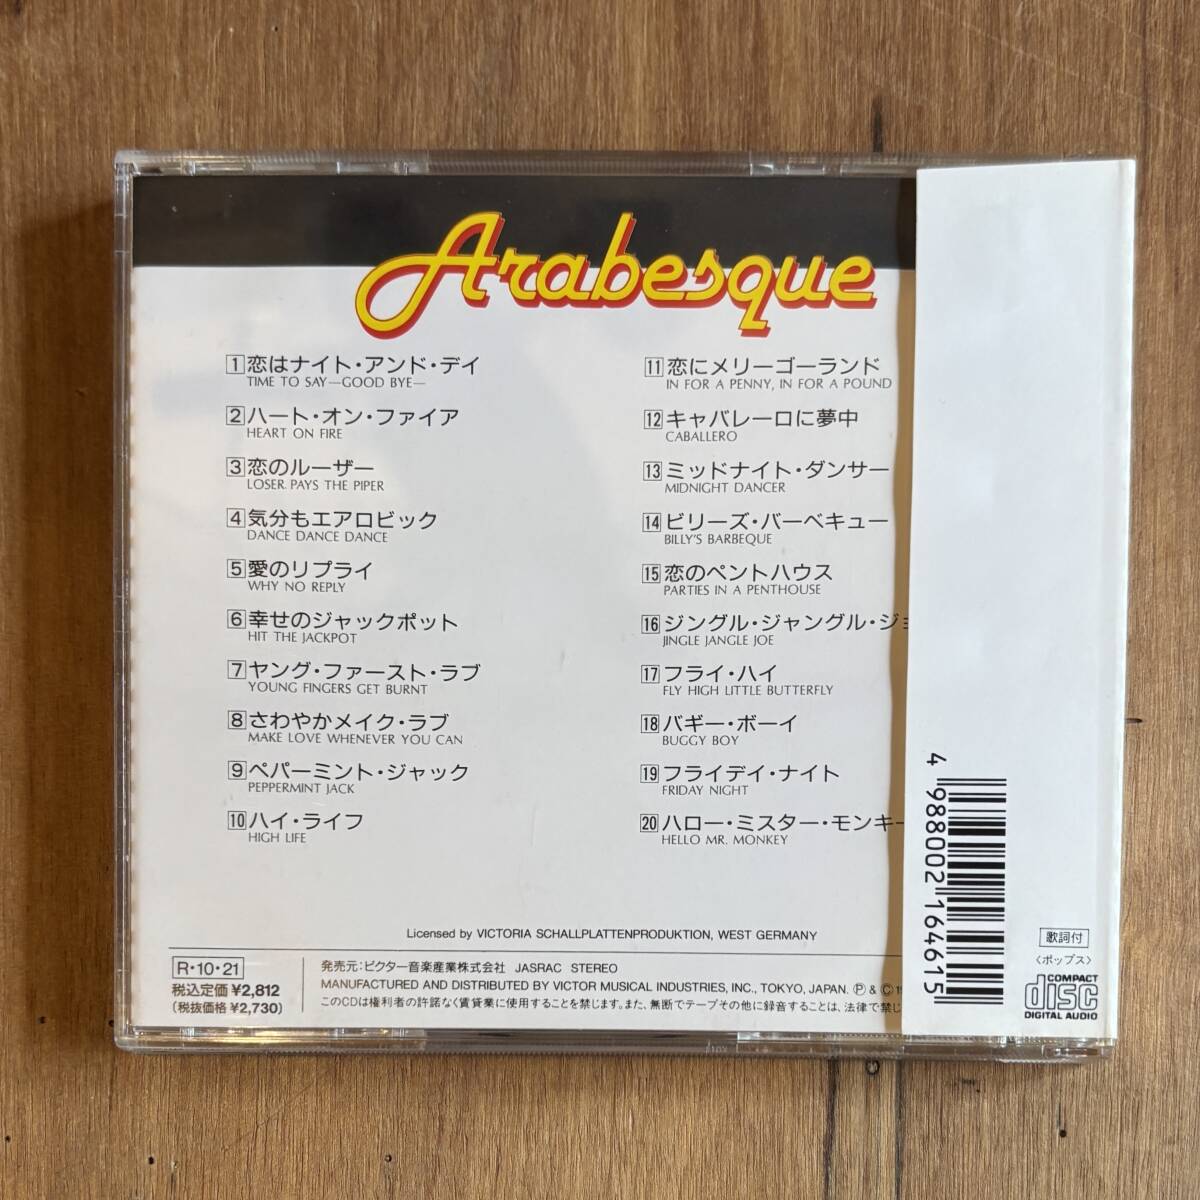 Arabesque
1 恋はナイト・アンド・デイ
TIME TO SAY—GOOD BYE—
2 ハート・オン・ファイア
HEART ON FIRE
3 恋のルーザー
LOSER PAYS THE PIPER
4 気分もエアロビック
DANCE DANCE DANCE
5 愛のリプライ
WHY NO REPLY
6 幸せのジャックポット
HIT THE JACKPOT
7 ヤング・ファースト・ラブ
YOUNG FINGERS GET BURNT
8 さわやかメイク・ラブ
MAKE LOVE WHENEVER YOU CAN
9 ペパーミント・ジャック
PEPPERMINT JACK
10 ハイ・ライフ
HIGH LIFE
11 恋にメリーゴーランド
IN FOR A PENNY, IN FOR A POUND
12 キャバレーロに夢中
CABALLERO
13 ミッドナイト・ダンサー
MIDNIGHT DANCER
14 ビリーズ・バーベキュー
BILLY'S BARBEQUE
15 恋のペントハウス
PARTIES IN A PENTHOUSE
16 ジングル・ジャングル・ジョ
JINGLE JANGLE JOE
17 フライ・ハイ
FLY HIGH LITTLE BUTTERFLY
18 バギー・ボーイ
BUGGY BOY
19 フライデイ・ナイト
FRIDAY NIGHT
20 ハロー・ミスター・モンキー
HELLO MR. MONKEY
Licensed by VICTORIA SCHALLPLATTENPRODUKTION, WEST GERMANY
R・10・21
税込定価 ¥2,812
(税抜価格 ¥2,730)
発売元:ビクター音楽産業株式会社 JASRAC STEREO
MANUFACTURED AND DISTRIBUTED BY VICTOR MUSICAL INDUSTRIES, INC., TOKYO, JAPAN. Ⓟ & Ⓒ 1
このCDは権利者の許諾なく賃貸業に使用することを禁じます。また、無断でテープその他に録音することは、法律で禁じ
4 988002 164615
歌詞付
〈ポップス〉
COMPACT
disc
DIGITAL AUDIO